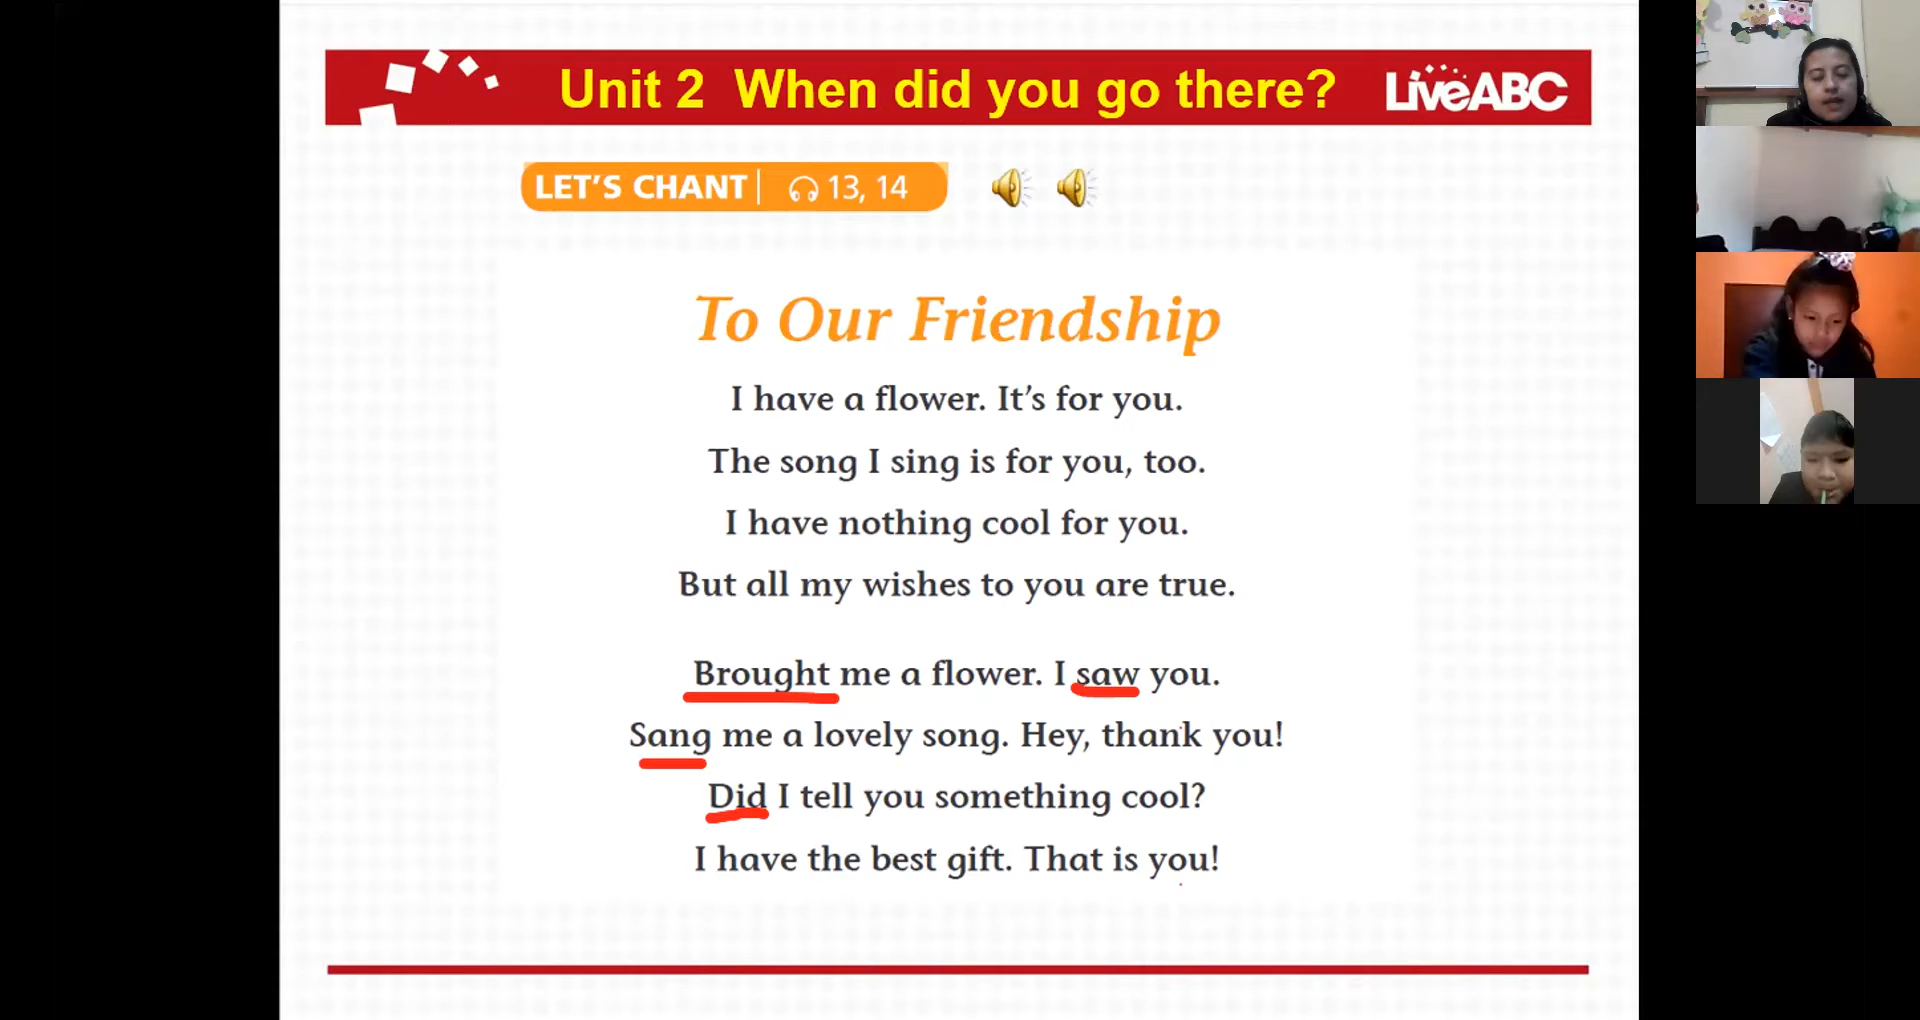 Unit 2 When did you go there? LiveABC
LET'S CHANT | 13, 14
To Our Friendship
I have a flower. It's for you.
The song I sing is for you, too.
I have nothing cool for you.
But all my wishes to you are true.
Brought me a flower. I saw you.
Sang me a lovely song. Hey, thank you!
Did I tell you something cool?
I have the best gift. That is you!